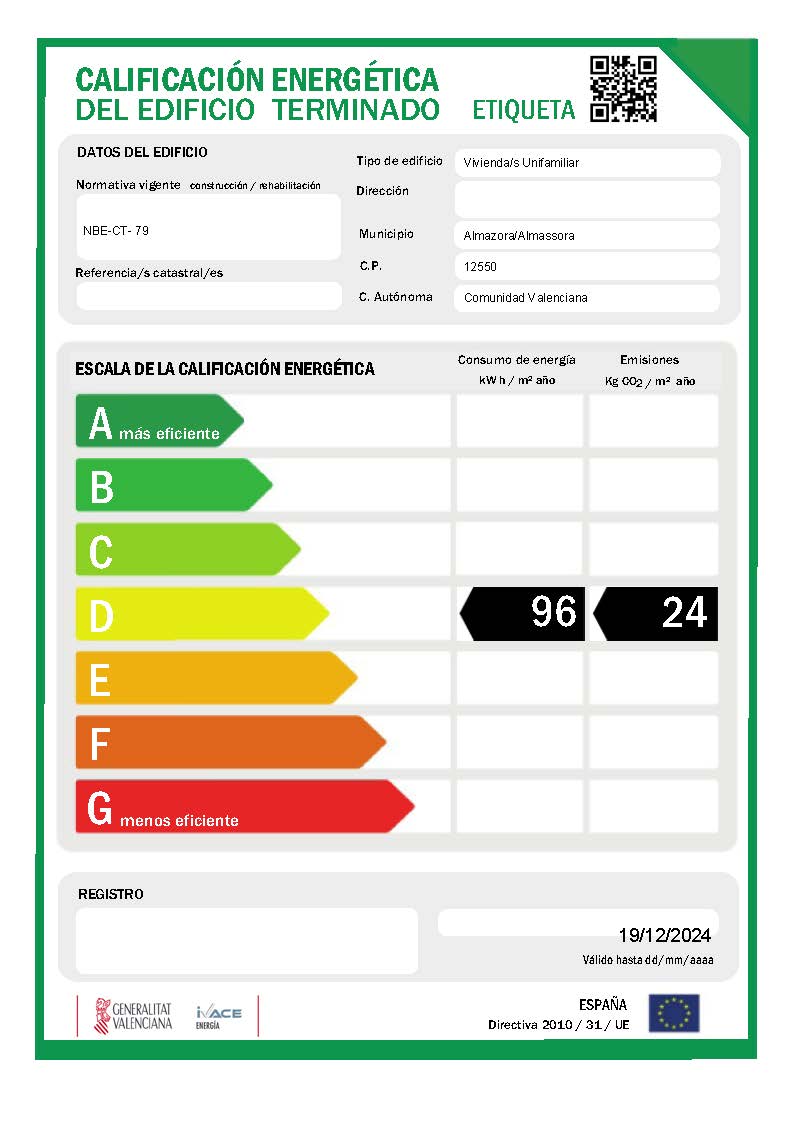 CALIFICACIÓN ENERGÉTICA
DEL EDIFICIO TERMINADO ETIQUETA
DATOS DEL EDIFICIO
Normativa vigente construcción / rehabilitación
NBE-CT- 79
Referencia/s catastral/es
Tipo de edificio Vivienda/s Unifamiliar
Dirección
Municipio Almazora/Almassora
C.P. 12550
C. Autónoma Comunidad Valenciana
ESCALA DE LA CALIFICACIÓN ENERGÉTICA
Consumo de energía
kWh / m² año
Emisiones
Kg CO₂ / m² año
A más eficiente
B
C
D 96 24
E
F
G menos eficiente
REGISTRO
19/12/2024
Válido hasta dd/mm/aaaa
GENERALITAT
VALENCIANA
iVACE
ENERGÍA
ESPAÑA
Directiva 2010 / 31 / UE